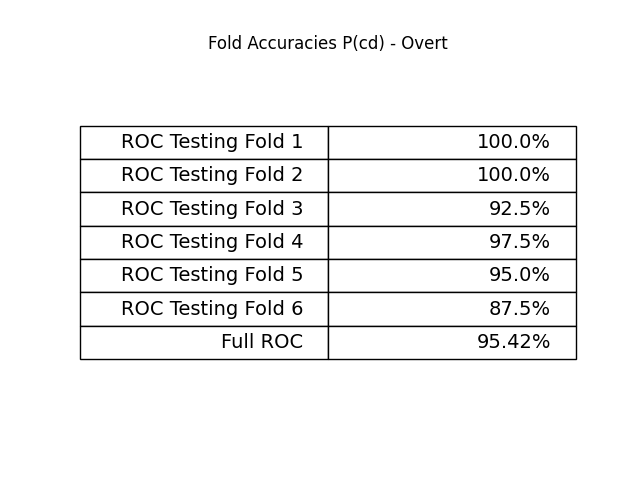 Fold Accuracies P(cd) - Overt
ROC Testing Fold 1 100.0%
ROC Testing Fold 2 100.0%
ROC Testing Fold 3 92.5%
ROC Testing Fold 4 97.5%
ROC Testing Fold 5 95.0%
ROC Testing Fold 6 87.5%
Full ROC 95.42%